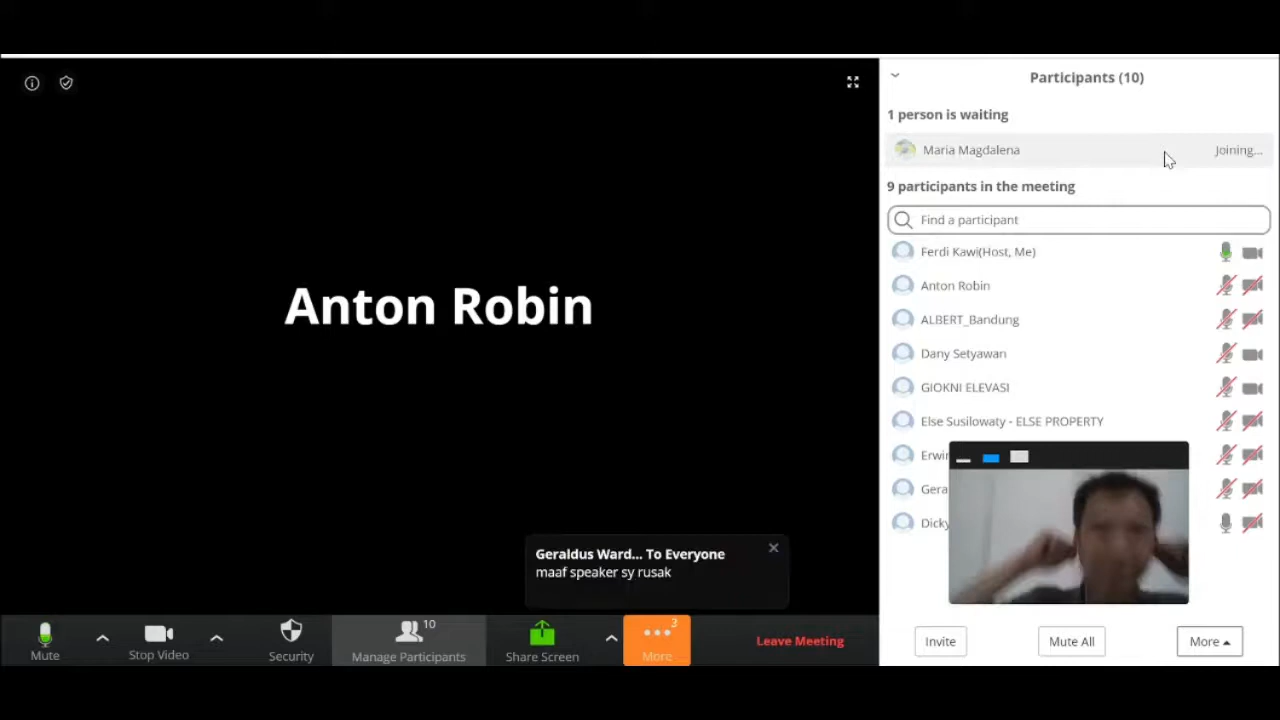 Participants (10)
1 person is waiting
Maria Magdalena
Joining...
9 participants in the meeting
Find a participant
Ferdi Kawi(Host, Me)
Anton Robin
ALBERT_Bandung
Dany Setyawan
GIOKNI ELEVASI
Else Susilowaty - ELSE PROPERTY
Erwi
Gera
Dicky
Anton Robin
Geraldus Ward... To Everyone
maaf speaker sy rusak
Mute
Stop Video
Security
10
Manage Participants
Share Screen
3
More
Leave Meeting
Invite
Mute All
More